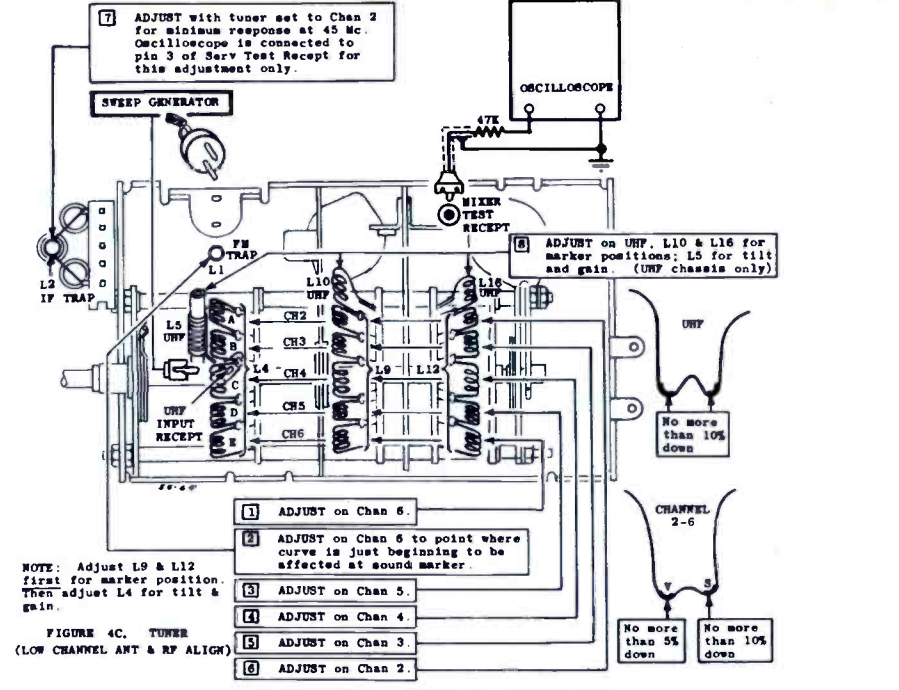 7 ADJUST with tuner set to Chan 2
for minimum response at 45 Mc.
Oscilloscope is connected to
pin 3 of Serv Test Recept for
this adjustment only.
SWEEP GENERATOR
OSCILLOSCOPE
47K
MIXER
TEST
RECEPT
FM
TRAP
L1
8 ADJUST on UHF, L10 & L16 for
marker positions; L5 for tilt
and gain. (UHF chassis only)
L2
IF TRAP
L10
UHF
L16
UHF
L5
UHF
A
B
C
D
E
CH2
CH3
CH4
CH5
CH6
L4
L9
L12
UHF
INPUT
RECEPT
UHF
No more
than 10%
down
1 ADJUST on Chan 6.
2 ADJUST on Chan 6 to point where
curve is just beginning to be
affected at sound marker.
3 ADJUST on Chan 5.
4 ADJUST on Chan 4.
5 ADJUST on Chan 3.
6 ADJUST on Chan 2.
NOTE: Adjust L9 & L12
first for marker position.
Then adjust L4 for tilt &
gain.
FIGURE 4C. TUNER
(LOW CHANNEL ANT & RF ALIGN)
CHANNEL
2-6
V S
No more
than 5%
down
No more
than 10%
down